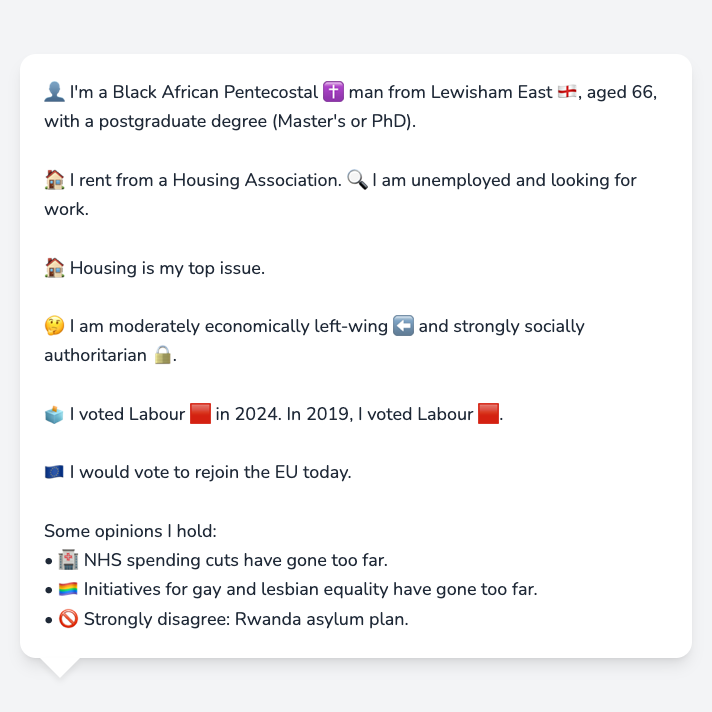 👤 I'm a Black African Pentecostal ✝️ man from Lewisham East 🏴󠁧󠁢󠁥󠁮󠁧󠁿, aged 66,
with a postgraduate degree (Master's or PhD).
🏠 I rent from a Housing Association. 🔍 I am unemployed and looking for
work.
🏠 Housing is my top issue.
🤔 I am moderately economically left-wing ⬅️ and strongly socially
authoritarian 🔒.
🗳️ I voted Labour 🟥 in 2024. In 2019, I voted Labour 🟥.
🇪🇺 I would vote to rejoin the EU today.
Some opinions I hold:
• 🏥 NHS spending cuts have gone too far.
• 🏳️‍🌈 Initiatives for gay and lesbian equality have gone too far.
• 🚫 Strongly disagree: Rwanda asylum plan.